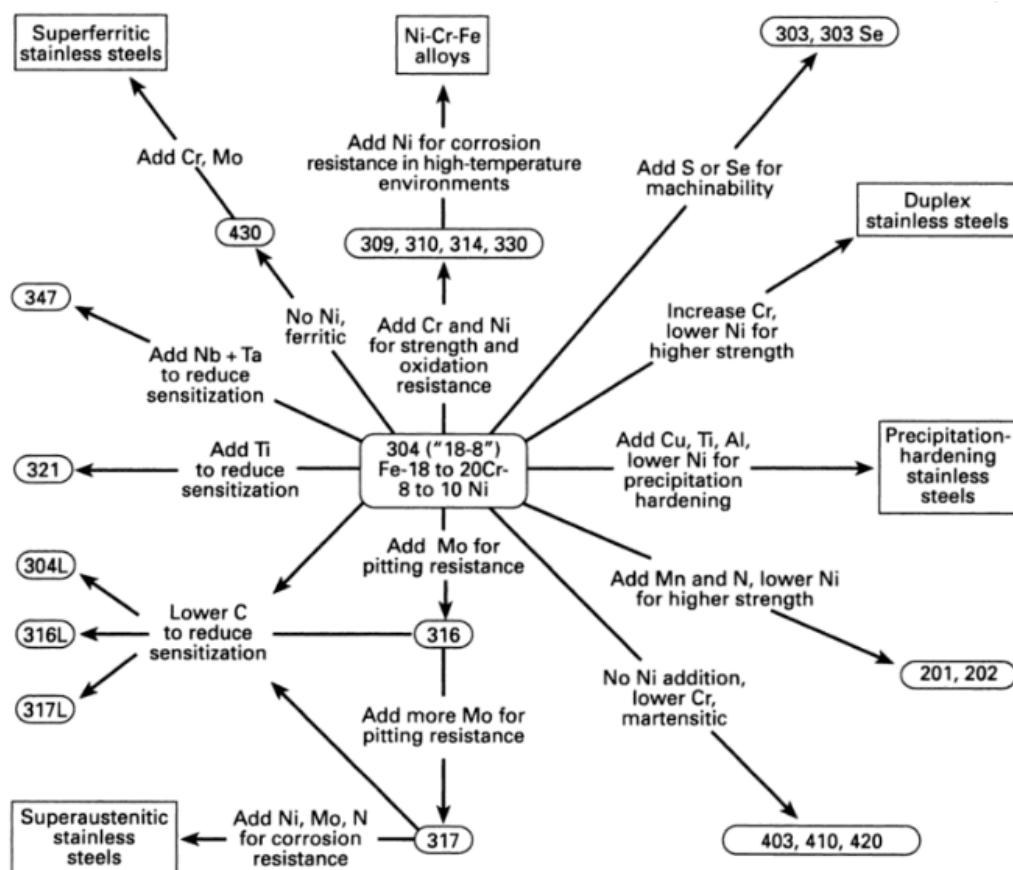 Superferritic
stainless steels
Ni-Cr-Fe
alloys
303, 303 Se
Add Cr, Mo
Add Ni for corrosion
resistance in high-temperature
environments
Add S or Se for
machinability
Duplex
stainless steels
430
309, 310, 314, 330
347
No Ni,
ferritic
Add Cr and Ni
for strength and
oxidation
resistance
Increase Cr,
lower Ni for
higher strength
Add Nb + Ta
to reduce
sensitization
321
Add Ti
to reduce
sensitization
304 ("18-8")
Fe-18 to 20Cr-
8 to 10 Ni
Add Cu, Ti, Al,
lower Ni for
precipitation
hardening
Precipitation-
hardening
stainless
steels
Add Mo for
pitting resistance
304L
316L
317L
Lower C
to reduce
sensitization
316
Add Mn and N, lower Ni
for higher strength
201, 202
No Ni addition,
lower Cr,
martensitic
Add more Mo for
pitting resistance
Superaustenitic
stainless
steels
Add Ni, Mo, N
for corrosion
resistance
317
403, 410, 420